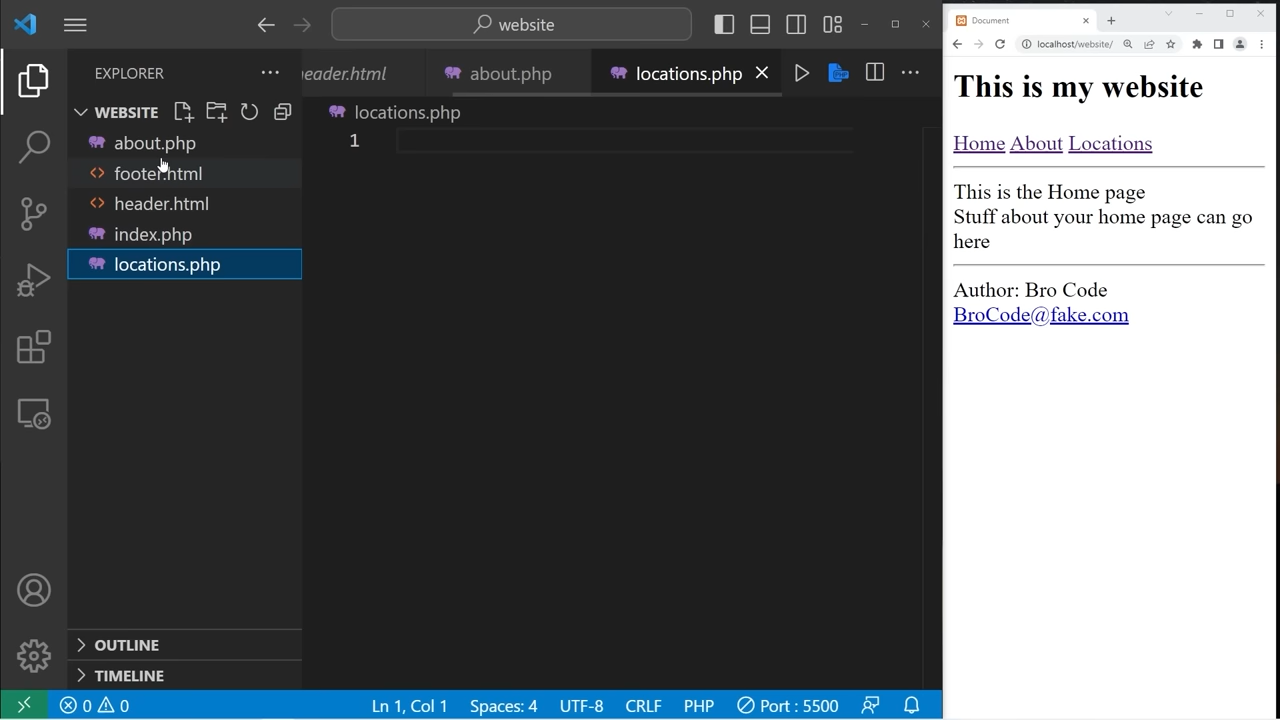 website
EXPLORER
header.html
about.php
locations.php
WEBSITE
about.php
footer.html
header.html
index.php
locations.php
locations.php
1
OUTLINE
TIMELINE
0 0
Ln 1, Col 1
Spaces: 4
UTF-8
CRLF
PHP
Port : 5500
Document
localhost/website/
This is my website
Home About Locations
This is the Home page
Stuff about your home page can go
here
Author: Bro Code
BroCode@fake.com